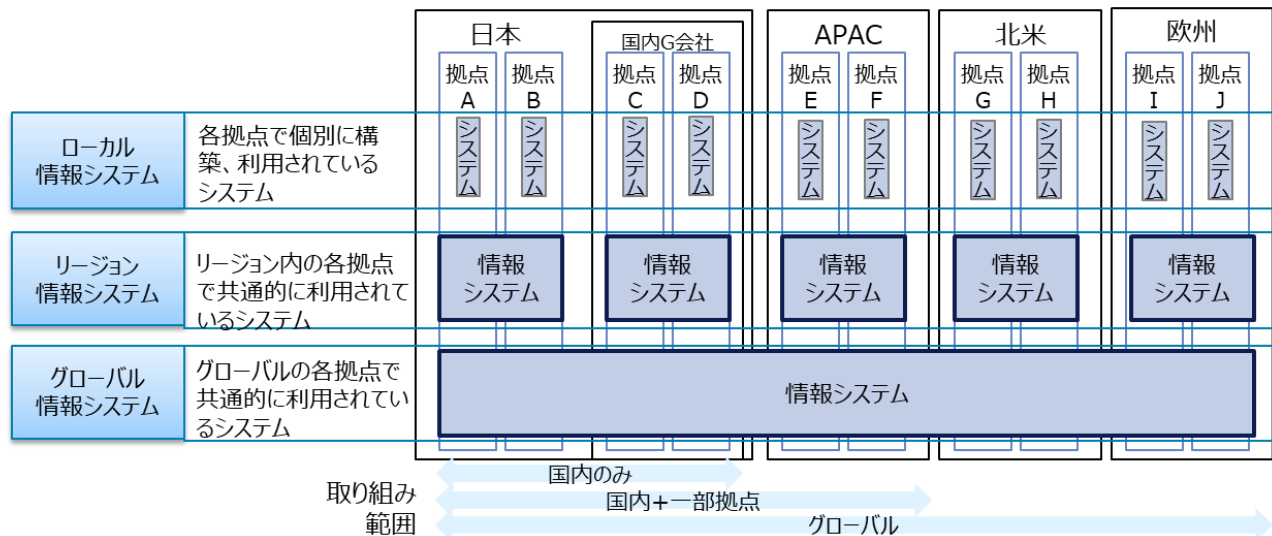 日本
国内G会社
APAC
北米
欧州
拠点
A
拠点
B
拠点
C
拠点
D
拠点
E
拠点
F
拠点
G
拠点
H
拠点
I
拠点
J
ローカル
情報システム
各拠点で個別に構
築、利用されている
システム
システム
システム
システム
システム
システム
システム
システム
システム
システム
システム
リージョン
情報システム
リージョン内の各拠点
で共通的に利用されて
いるシステム
情報
システム
情報
システム
情報
システム
情報
システム
情報
システム
グローバル
情報システム
グローバルの各拠点で
共通的に利用されてい
るシステム
情報システム
取り組み
範囲
国内のみ
国内+一部拠点
グローバル